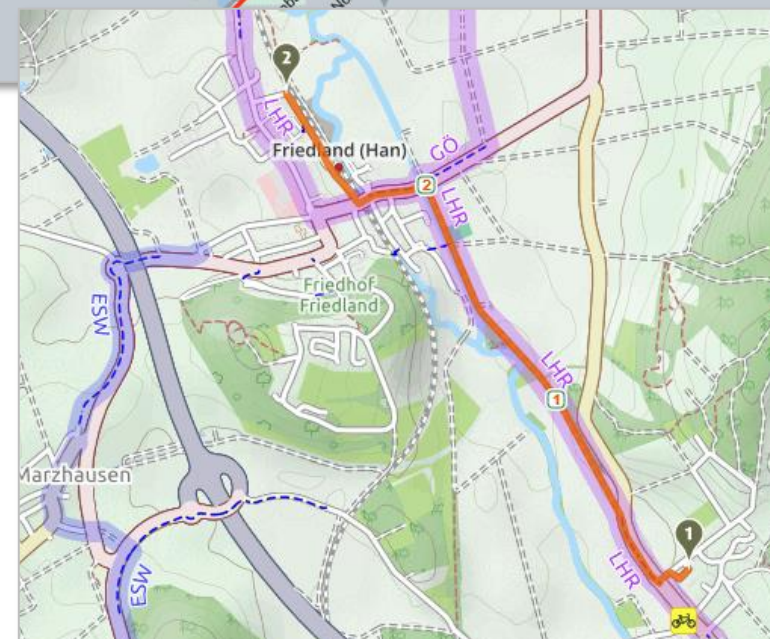 2
LHR
Friedland (Han)
GÖ
2
LHR
Friedhof
Friedland
ESW
LHR
1
Marzhausen
1
LHR
ESW